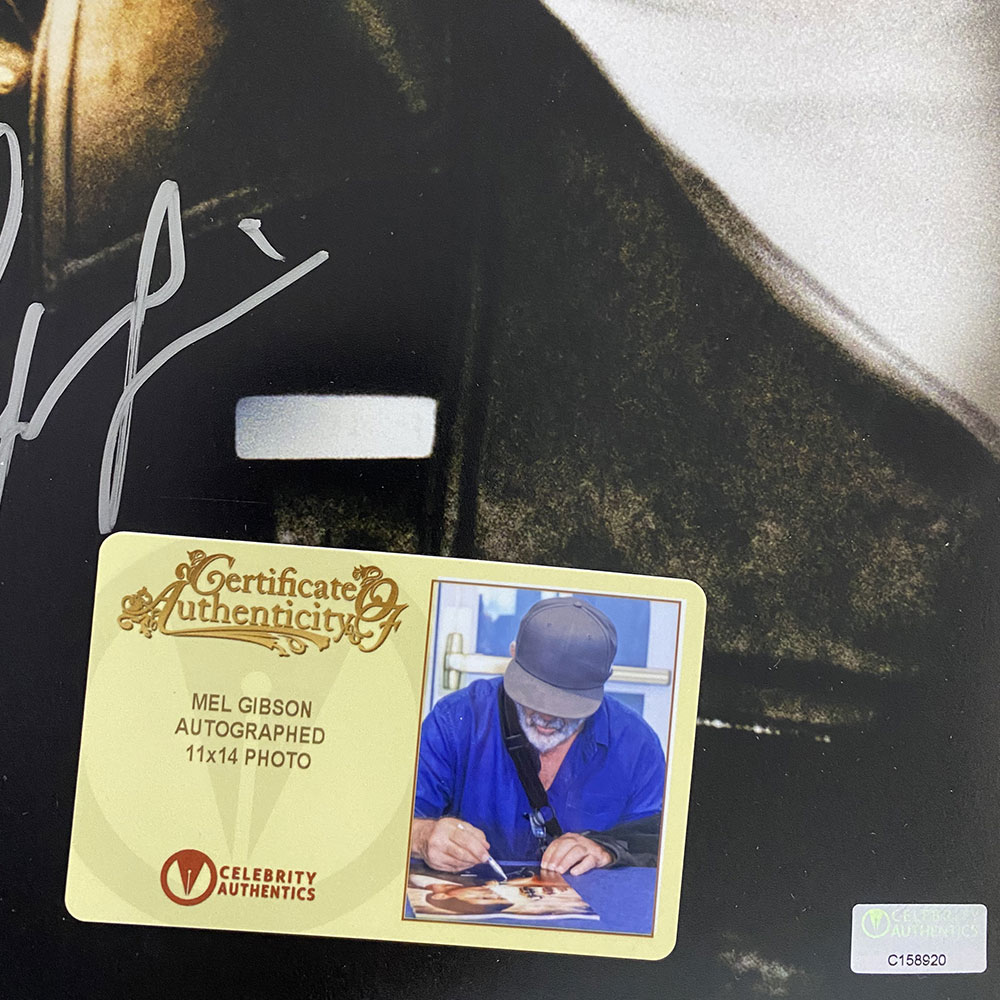 Certificate Of
Authenticity
MEL GIBSON
AUTOGRAPHED
11x14 PHOTO
CELEBRITY
AUTHENTICS
CELEBRITY
AUTHENTICS
C158920